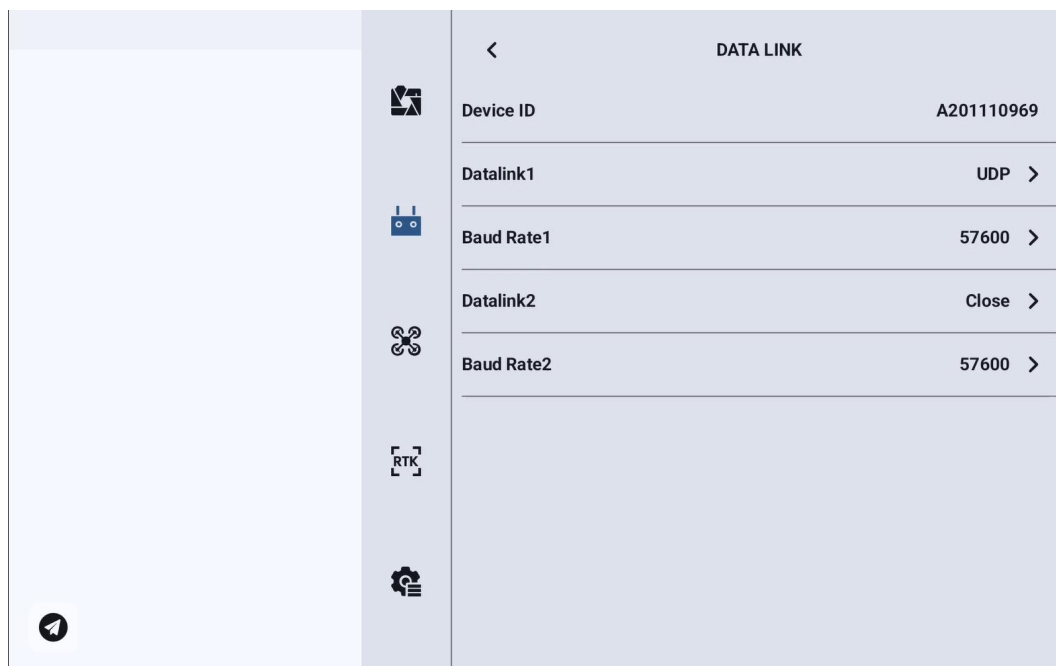 DATA LINK
Device ID A201110969
Datalink1 UDP
Baud Rate1 57600
Datalink2 Close
Baud Rate2 57600
RTK